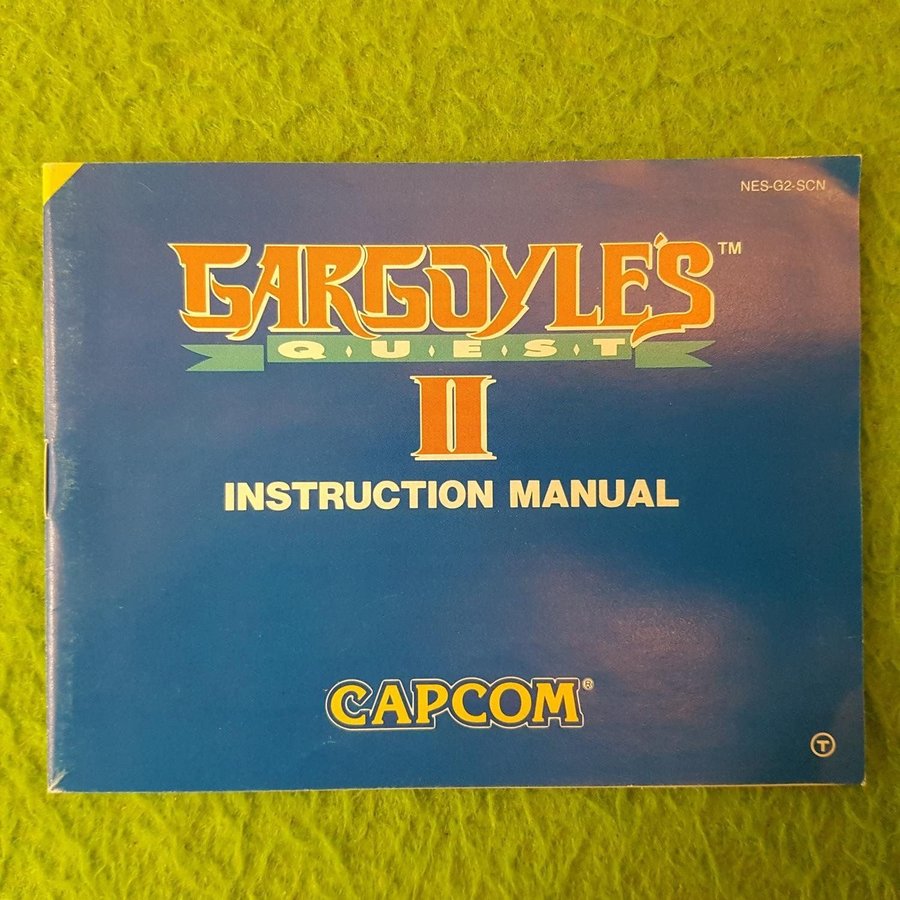 NES-G2-SCN
GARGOYLE'S™
QUEST
II
INSTRUCTION MANUAL
CAPCOM®
T